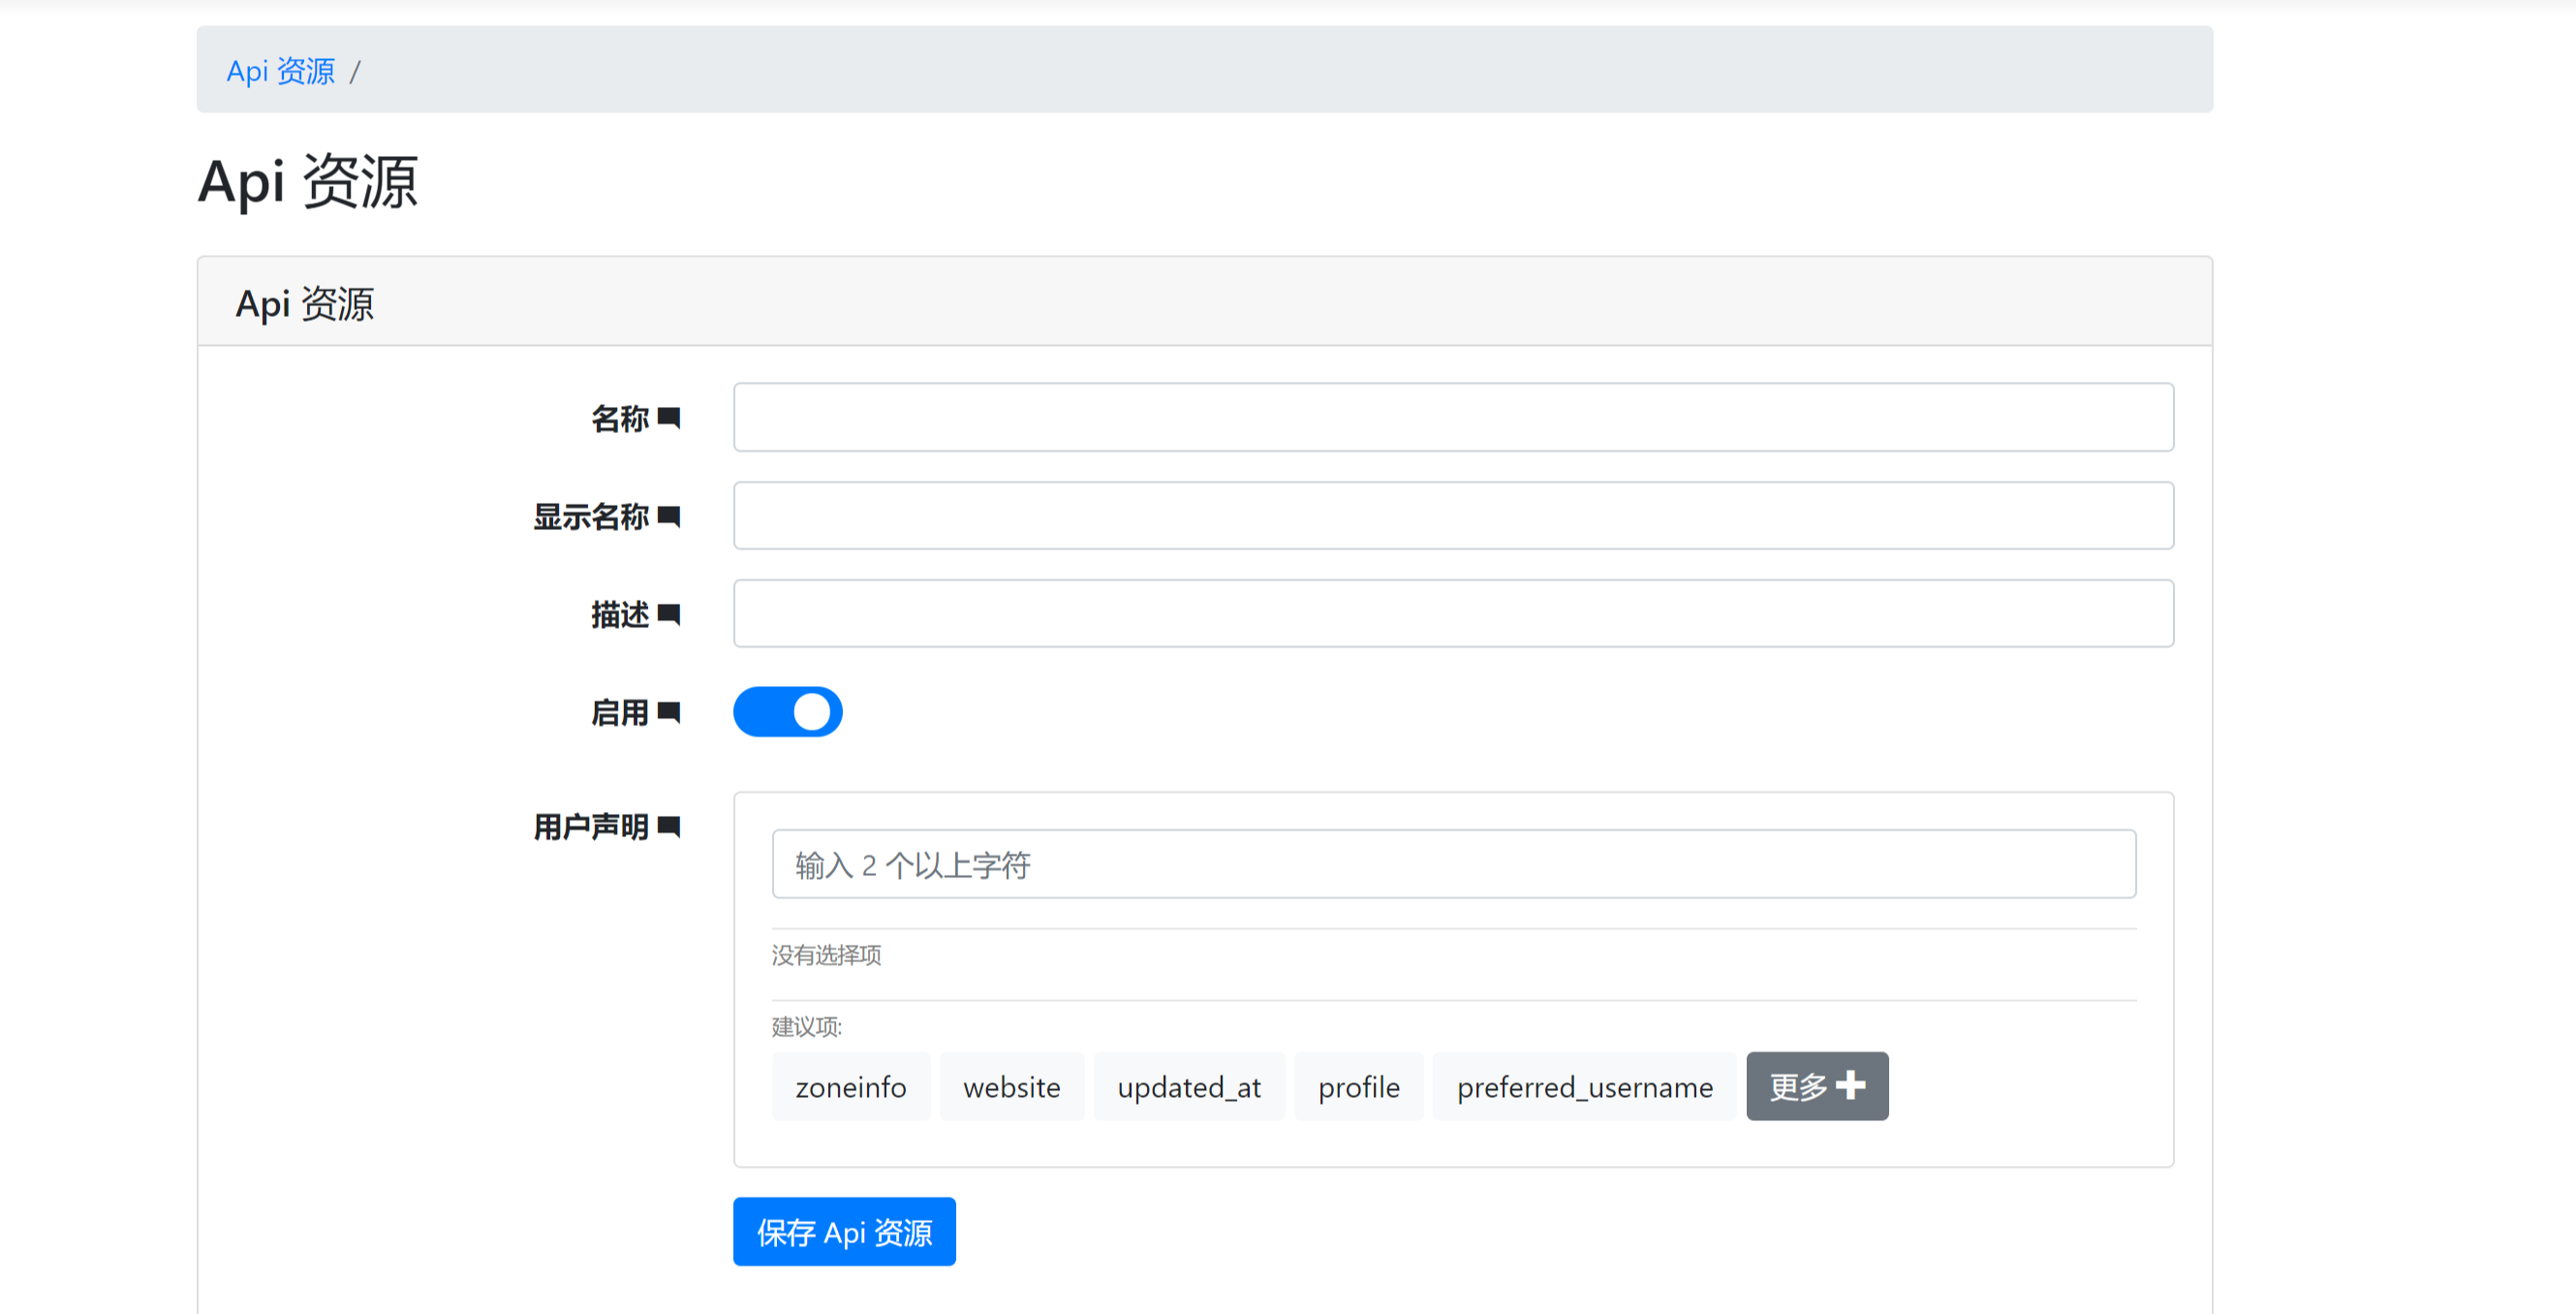 Api 资源 /
Api 资源
Api 资源
名称
显示名称
描述
启用
用户声明
输入 2 个以上字符
没有选择项
建议项:
zoneinfo website updated_at profile preferred_username 更多
保存 Api 资源